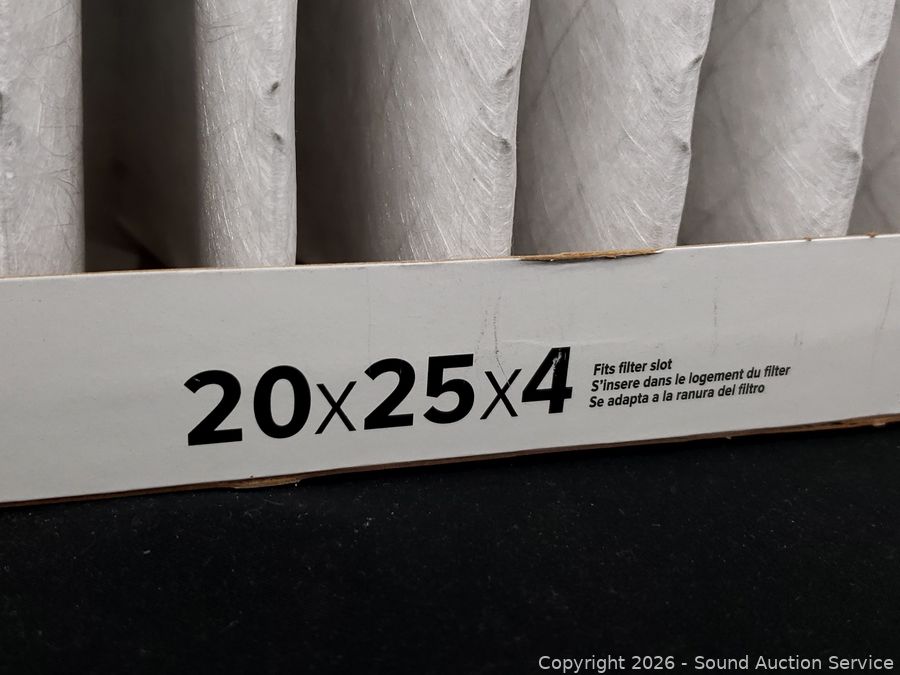 20x25x4
Fits filter slot
S'insere dans le logement du filter
Se adapta a la ranura del filtro
Copyright 2026 - Sound Auction Service